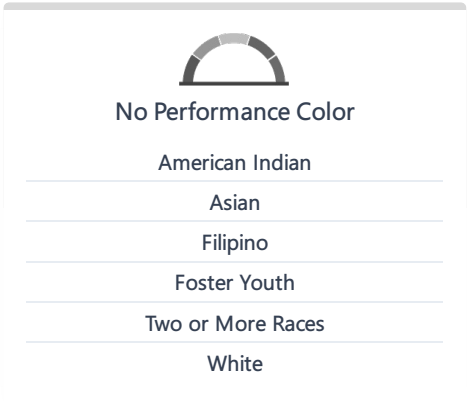 No Performance Color
American Indian
Asian
Filipino
Foster Youth
Two or More Races
White